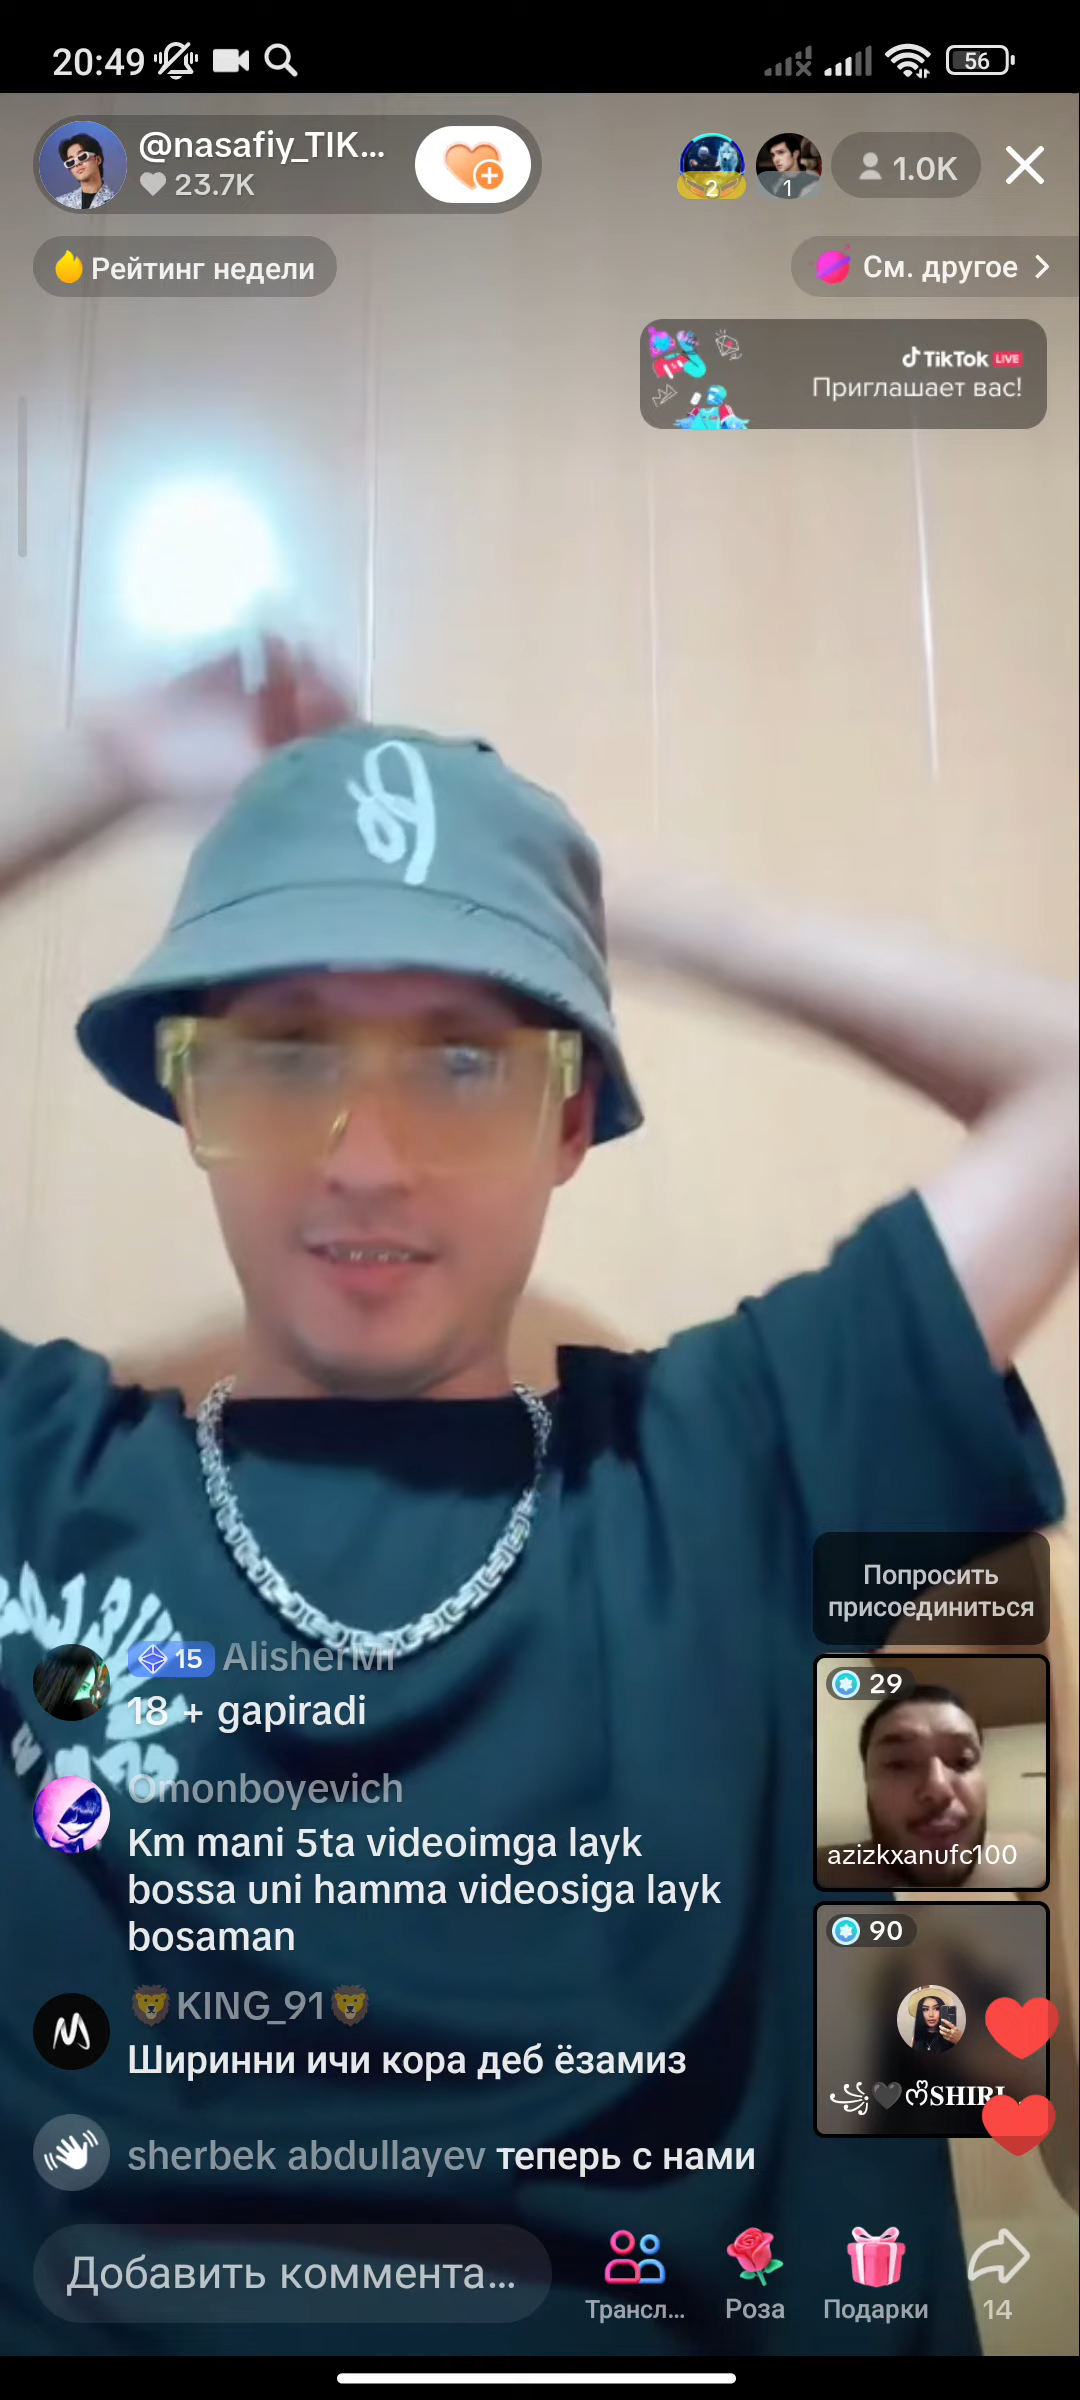 20:49
56
@nasafiy_TIK...
23.7K
2
1
1.0K
Рейтинг недели
См. другое
TikTok LIVE
Приглашает вас!
Попросить
присоединиться
15 AlisherMr
18 + gapiradi
29
azizkxanufc100
Omonboyevich
Km mani 5ta videoimga layk
bossa uni hamma videosiga layk
bosaman
90
SHIRI
🦁KING_91🦁
Ширинни ичи кора деб ёзамиз
sherbek abdullayev теперь с нами
Добавить коммента...
Трансл...
Роза
Подарки
14